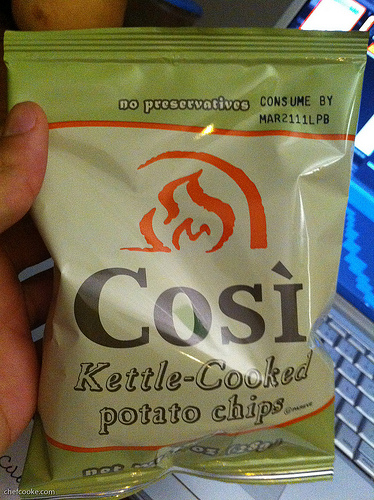 no preservatives
CONSUME BY
MAR2111LPB
Così
Kettle-Cooked
potato chips
chefcooke.com